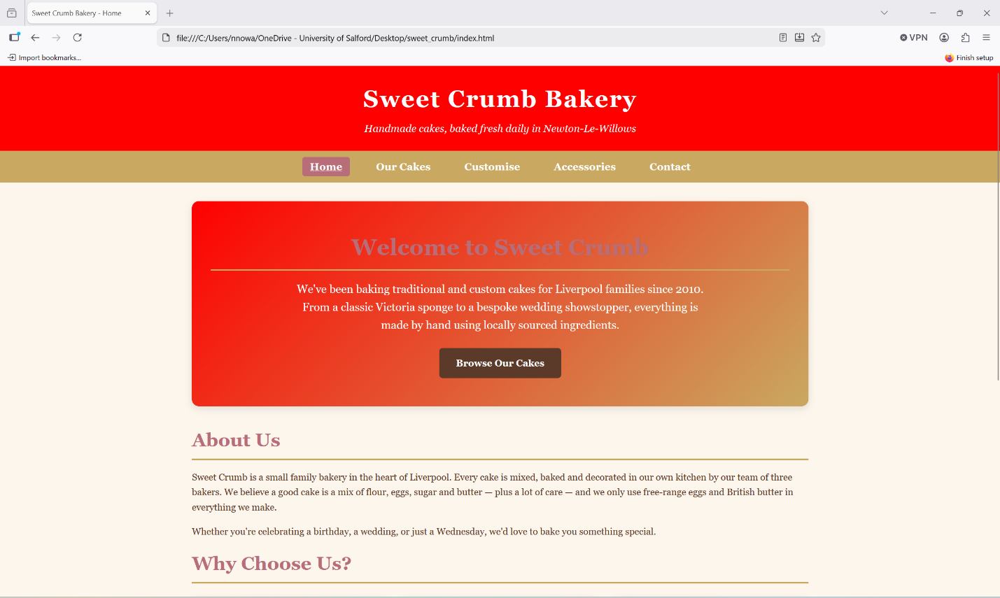 Sweet Crumb Bakery - Home
file:///C:/Users/nnowa/OneDrive - University of Salford/Desktop/sweet_crumb/index.html
VPN
Import bookmarks...
Finish setup
Sweet Crumb Bakery
Handmade cakes, baked fresh daily in Newton-Le-Willows
Home Our Cakes Customise Accessories Contact
Welcome to Sweet Crumb
We've been baking traditional and custom cakes for Liverpool families since 2010.
From a classic Victoria sponge to a bespoke wedding showstopper, everything is
made by hand using locally sourced ingredients.
Browse Our Cakes
About Us
Sweet Crumb is a small family bakery in the heart of Liverpool. Every cake is mixed, baked and decorated in our own kitchen by our team of three
bakers. We believe a good cake is a mix of flour, eggs, sugar and butter — plus a lot of care — and we only use free-range eggs and British butter in
everything we make.
Whether you're celebrating a birthday, a wedding, or just a Wednesday, we'd love to bake you something special.
Why Choose Us?